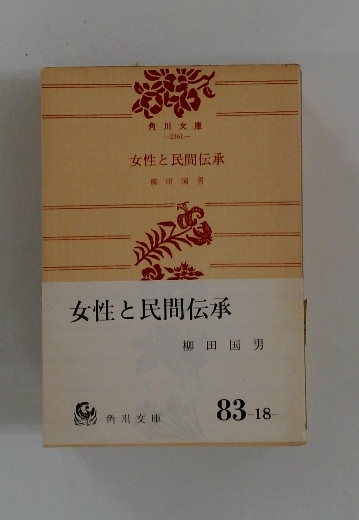 角川文庫
—2361—
女性と民間伝承
柳田国男
女性と民間伝承
柳田国男
角川文庫
83-18-